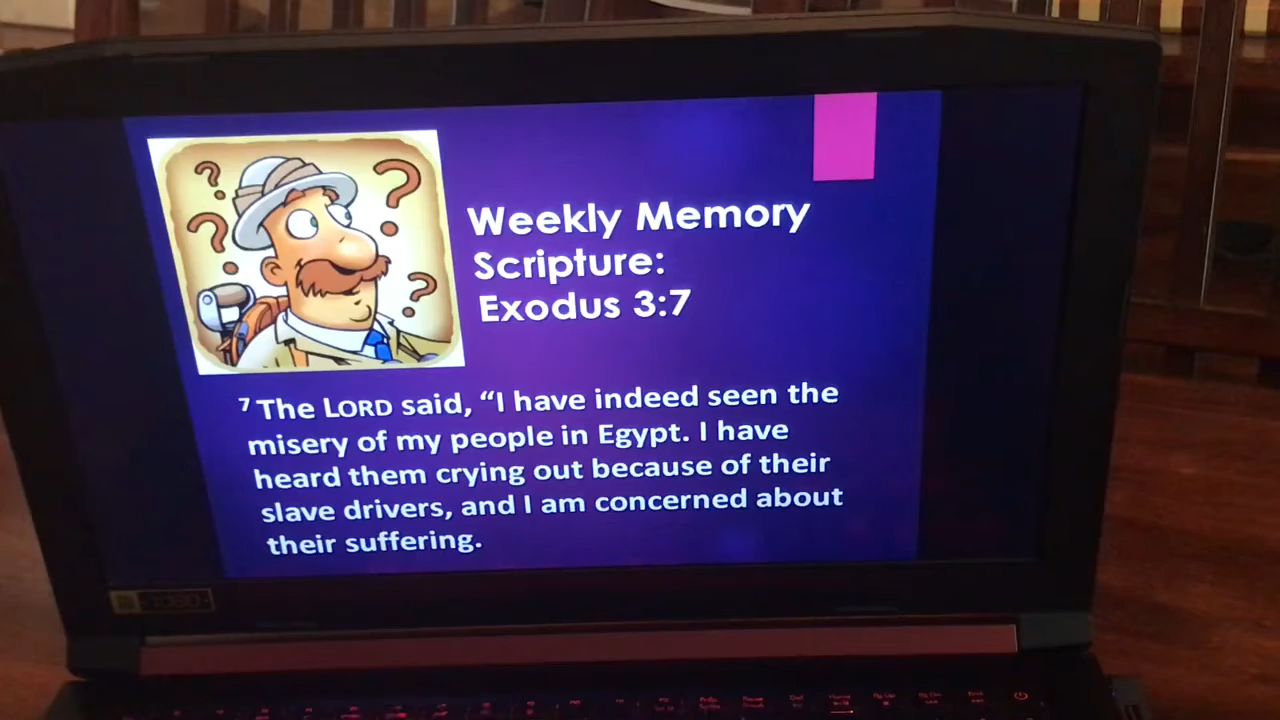 Weekly Memory
Scripture:
Exodus 3:7
7 The LORD said, “I have indeed seen the
misery of my people in Egypt. I have
heard them crying out because of their
slave drivers, and I am concerned about
their suffering.